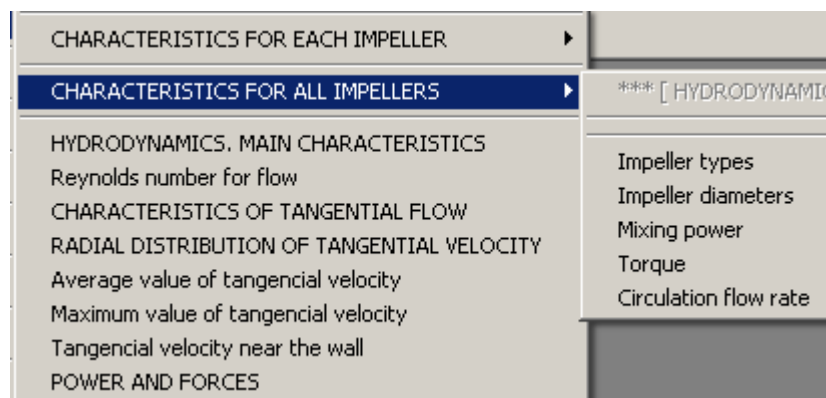 CHARACTERISTICS FOR EACH IMPELLER
CHARACTERISTICS FOR ALL IMPELLERS
HYDRODYNAMICS. MAIN CHARACTERISTICS
Reynolds number for flow
CHARACTERISTICS OF TANGENTIAL FLOW
RADIAL DISTRIBUTION OF TANGENTIAL VELOCITY
Average value of tangencial velocity
Maximum value of tangencial velocity
Tangencial velocity near the wall
POWER AND FORCES
*** [ HYDRODYNAMIC
Impeller types
Impeller diameters
Mixing power
Torque
Circulation flow rate